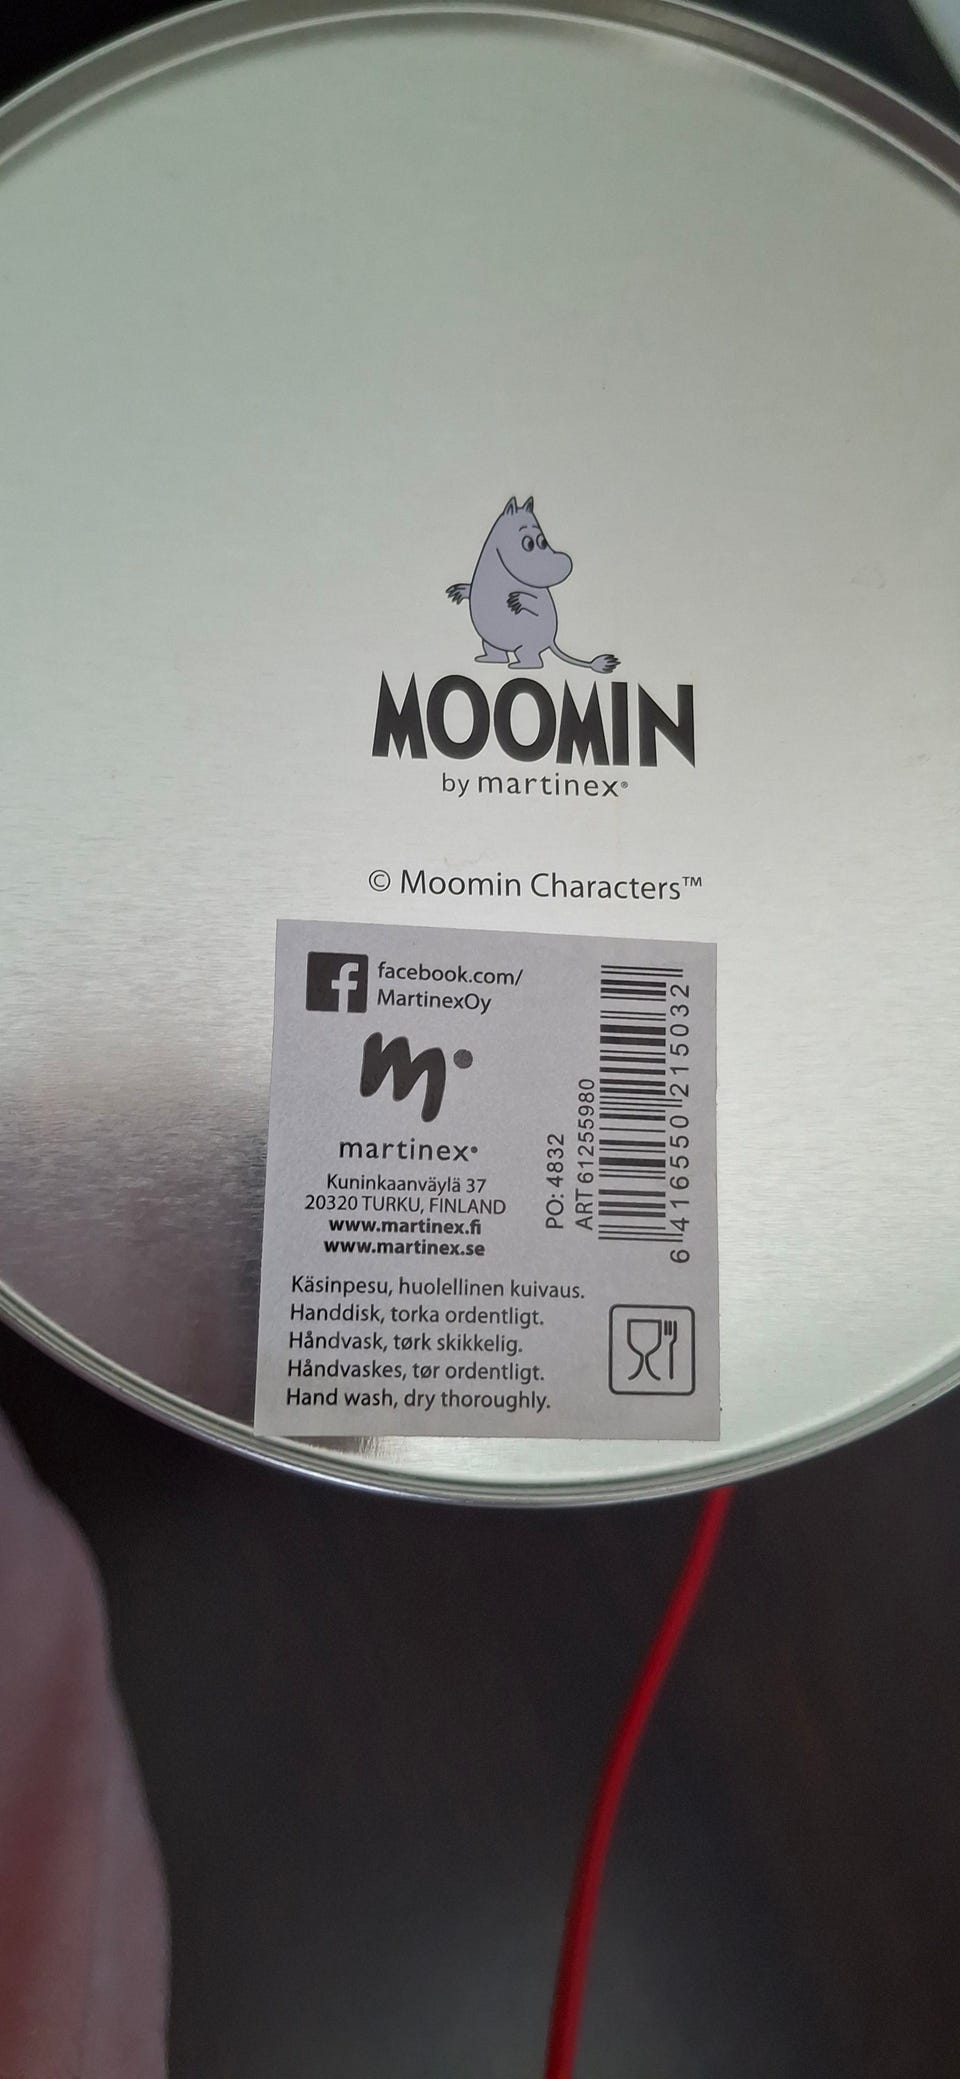 MOOMIN
by martinex®
© Moomin Characters™
f
facebook.com/
MartinexOy
m
martinex
Kuninkaanväylä 37
20320 TURKU, FINLAND
www.martinex.fi
www.martinex.se
PO: 4832
ART 61255980
6 416550 215032
Käsinpesu, huolellinen kuivaus.
Handdisk, torka ordentligt.
Håndvask, tørk skikkelig.
Håndvaskes, tør ordentligt.
Hand wash, dry thoroughly.